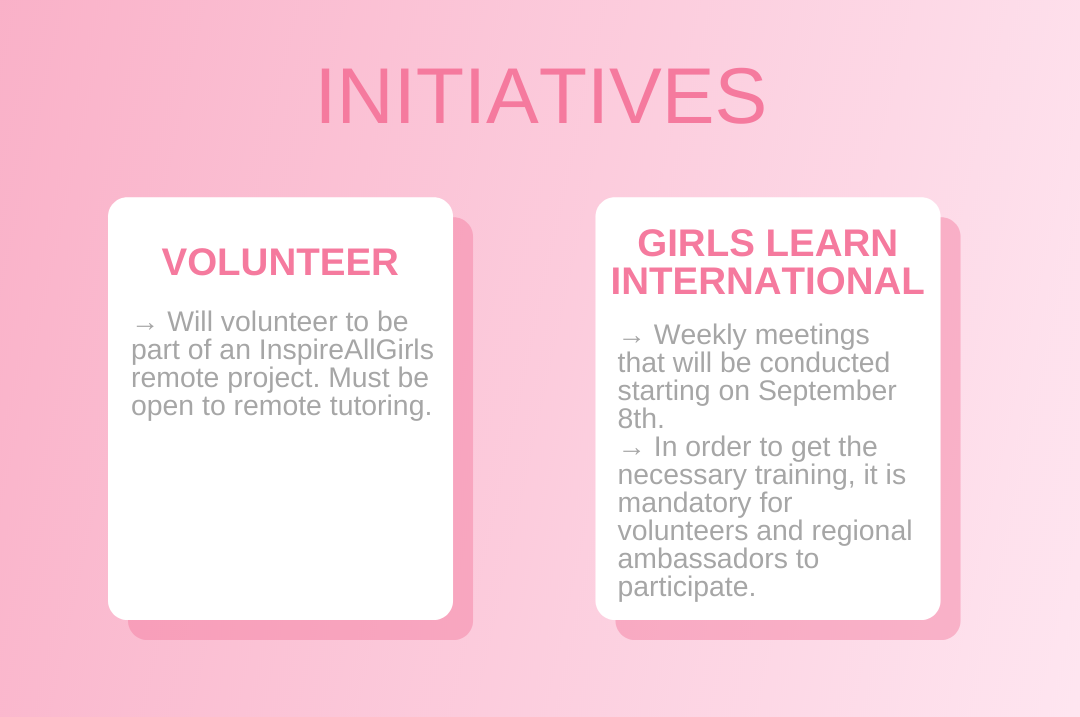 INITIATIVES
VOLUNTEER
→ Will volunteer to be
part of an InspireAllGirls
remote project. Must be
open to remote tutoring.
GIRLS LEARN
INTERNATIONAL
→ Weekly meetings
that will be conducted
starting on September
8th.
→ In order to get the
necessary training, it is
mandatory for
volunteers and regional
ambassadors to
participate.